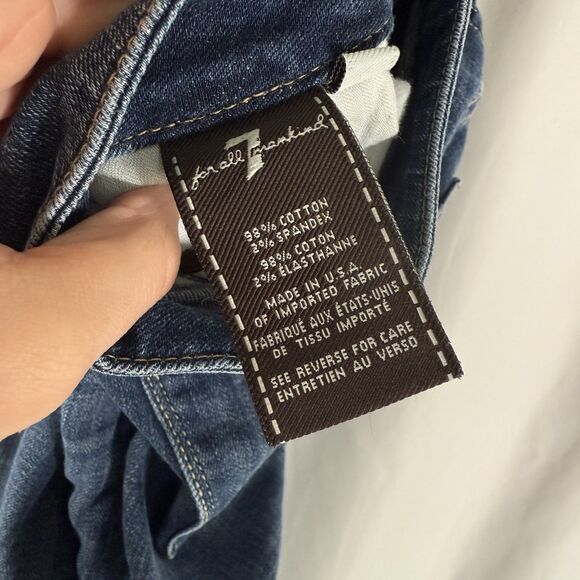 7
for all mankind
98% COTTON
2% SPANDEX
98% COTON
2% ÉLASTHANNE
MADE IN U.S.A.
OF IMPORTED FABRIC
FABRIQUÉ AUX ÉTATS-UNIS
DE TISSU IMPORTÉ
SEE REVERSE FOR CARE
ENTRETIEN AU VERSO